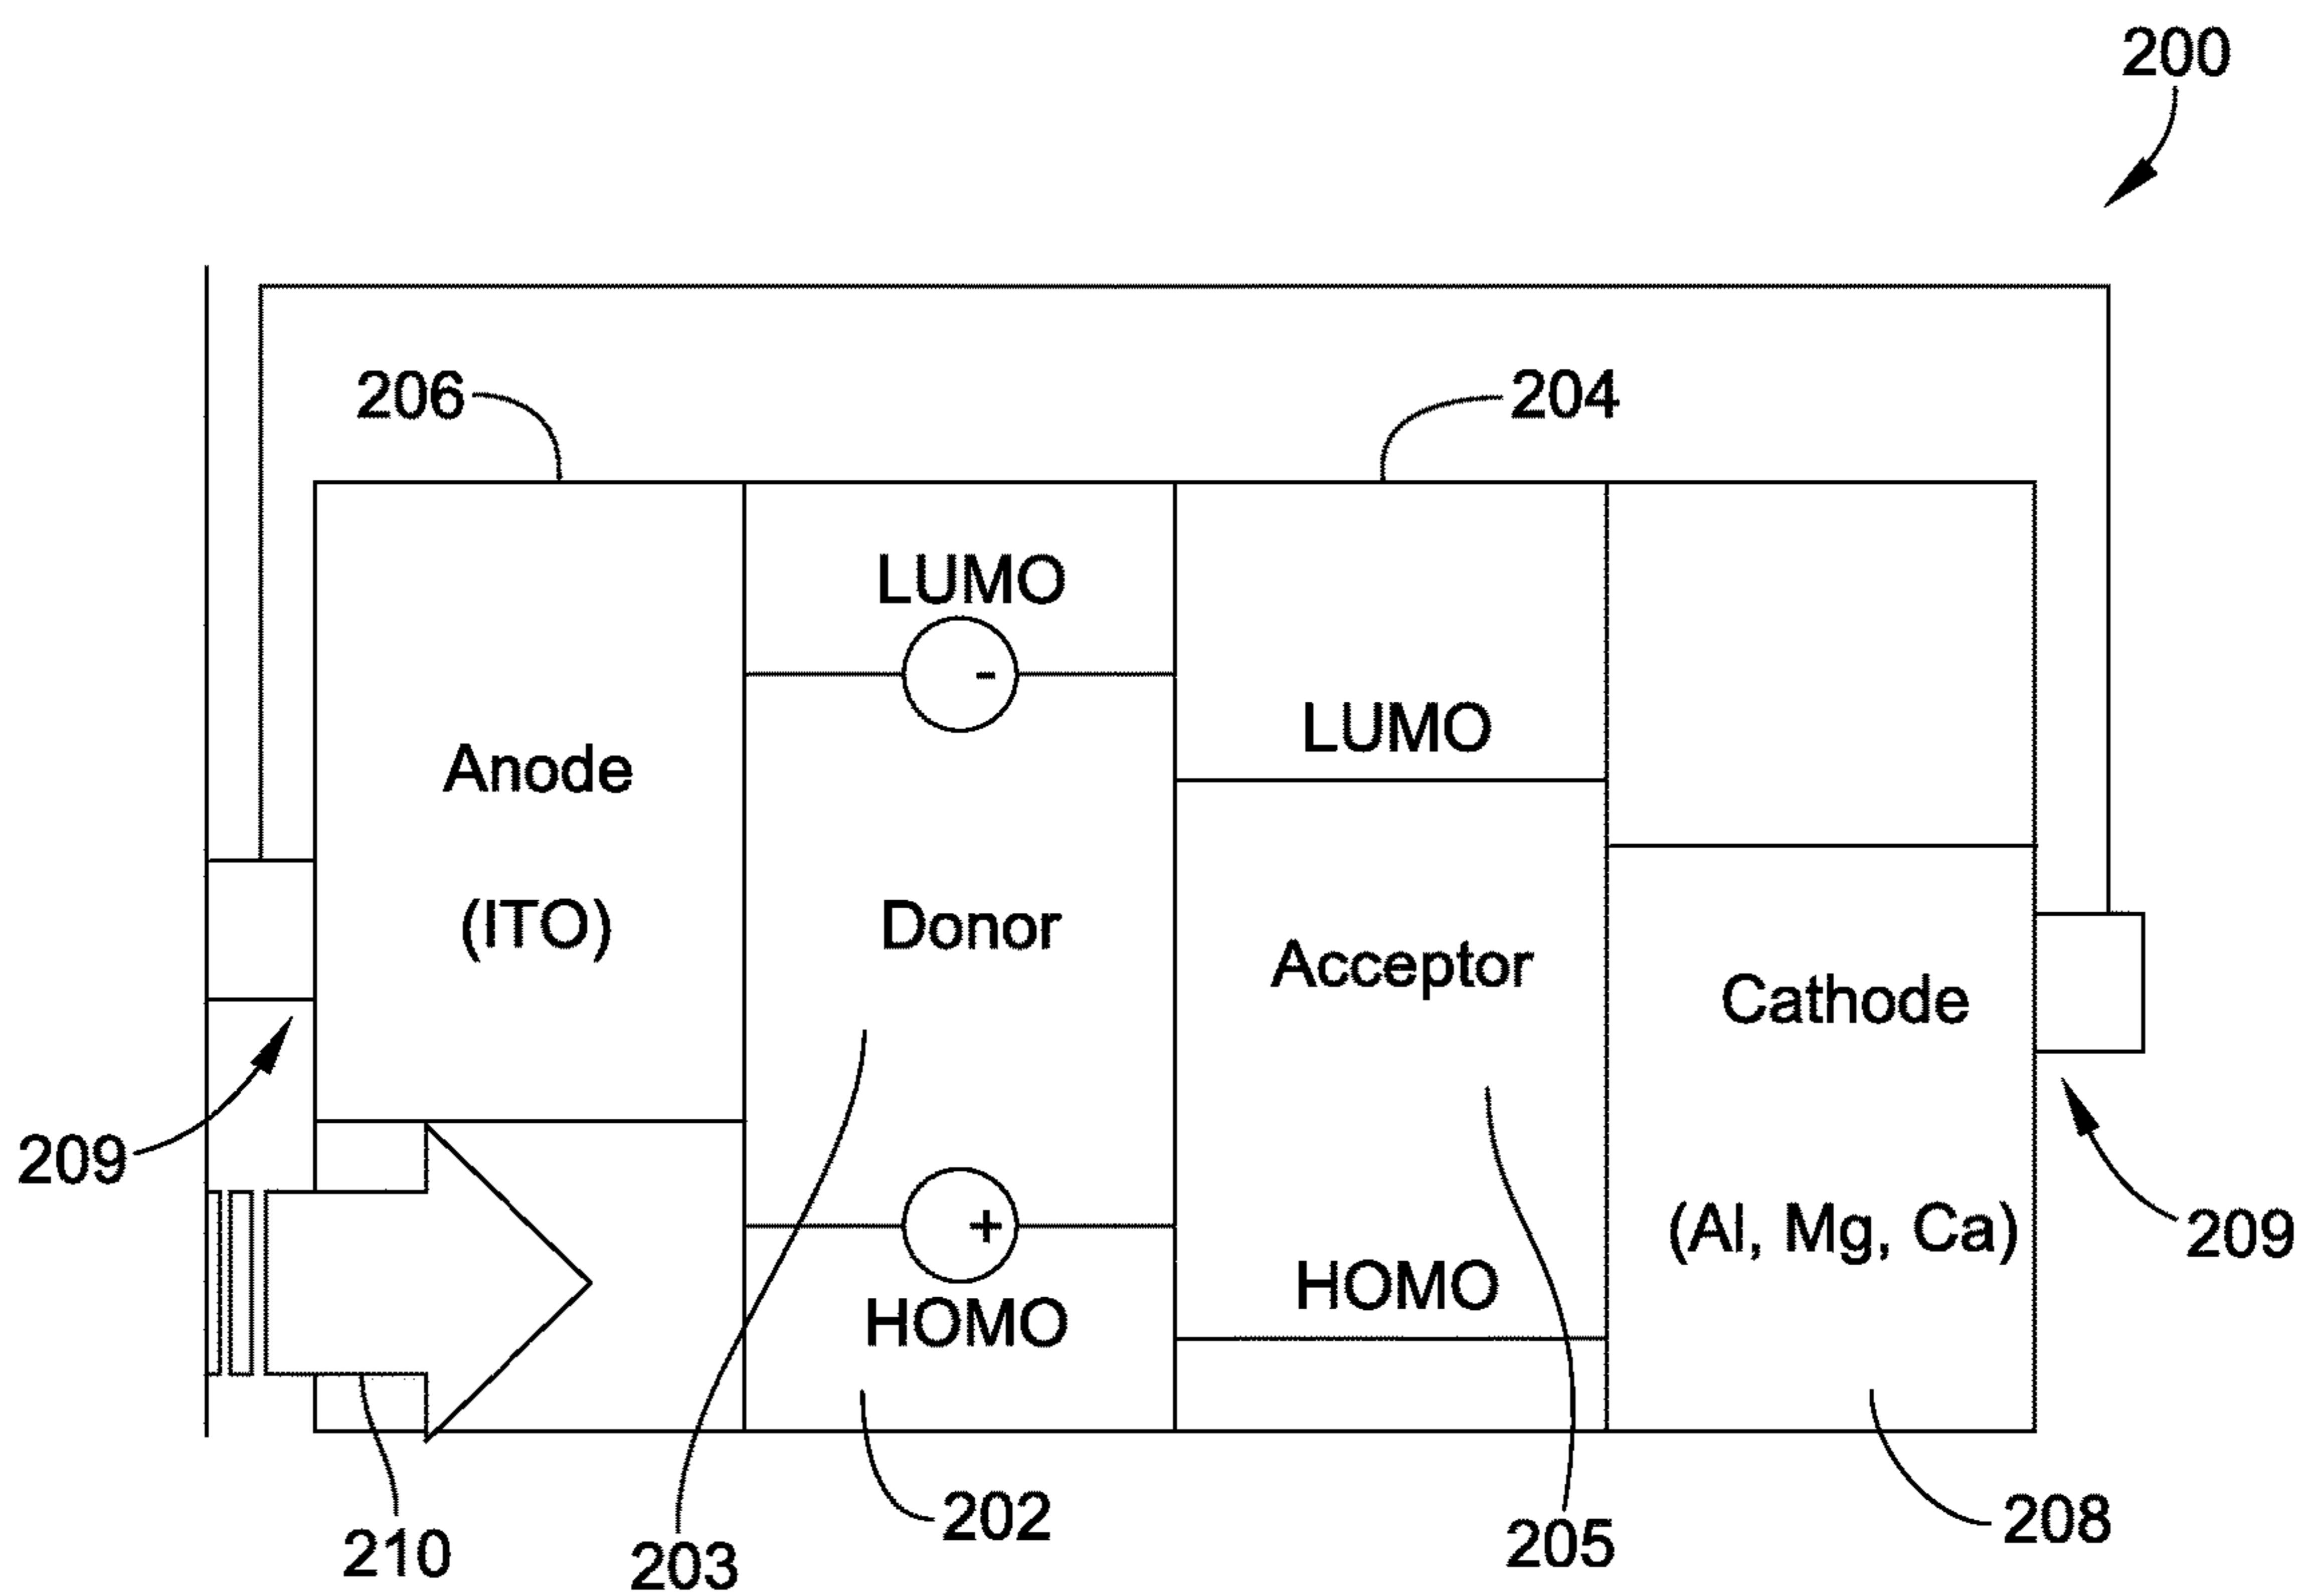 200
206
204
LUMO
-
LUMO
Anode
(ITO)
Donor
Acceptor
Cathode
209
+
HOMO
HOMO
(Al, Mg, Ca)
209
210
203
202
205
208